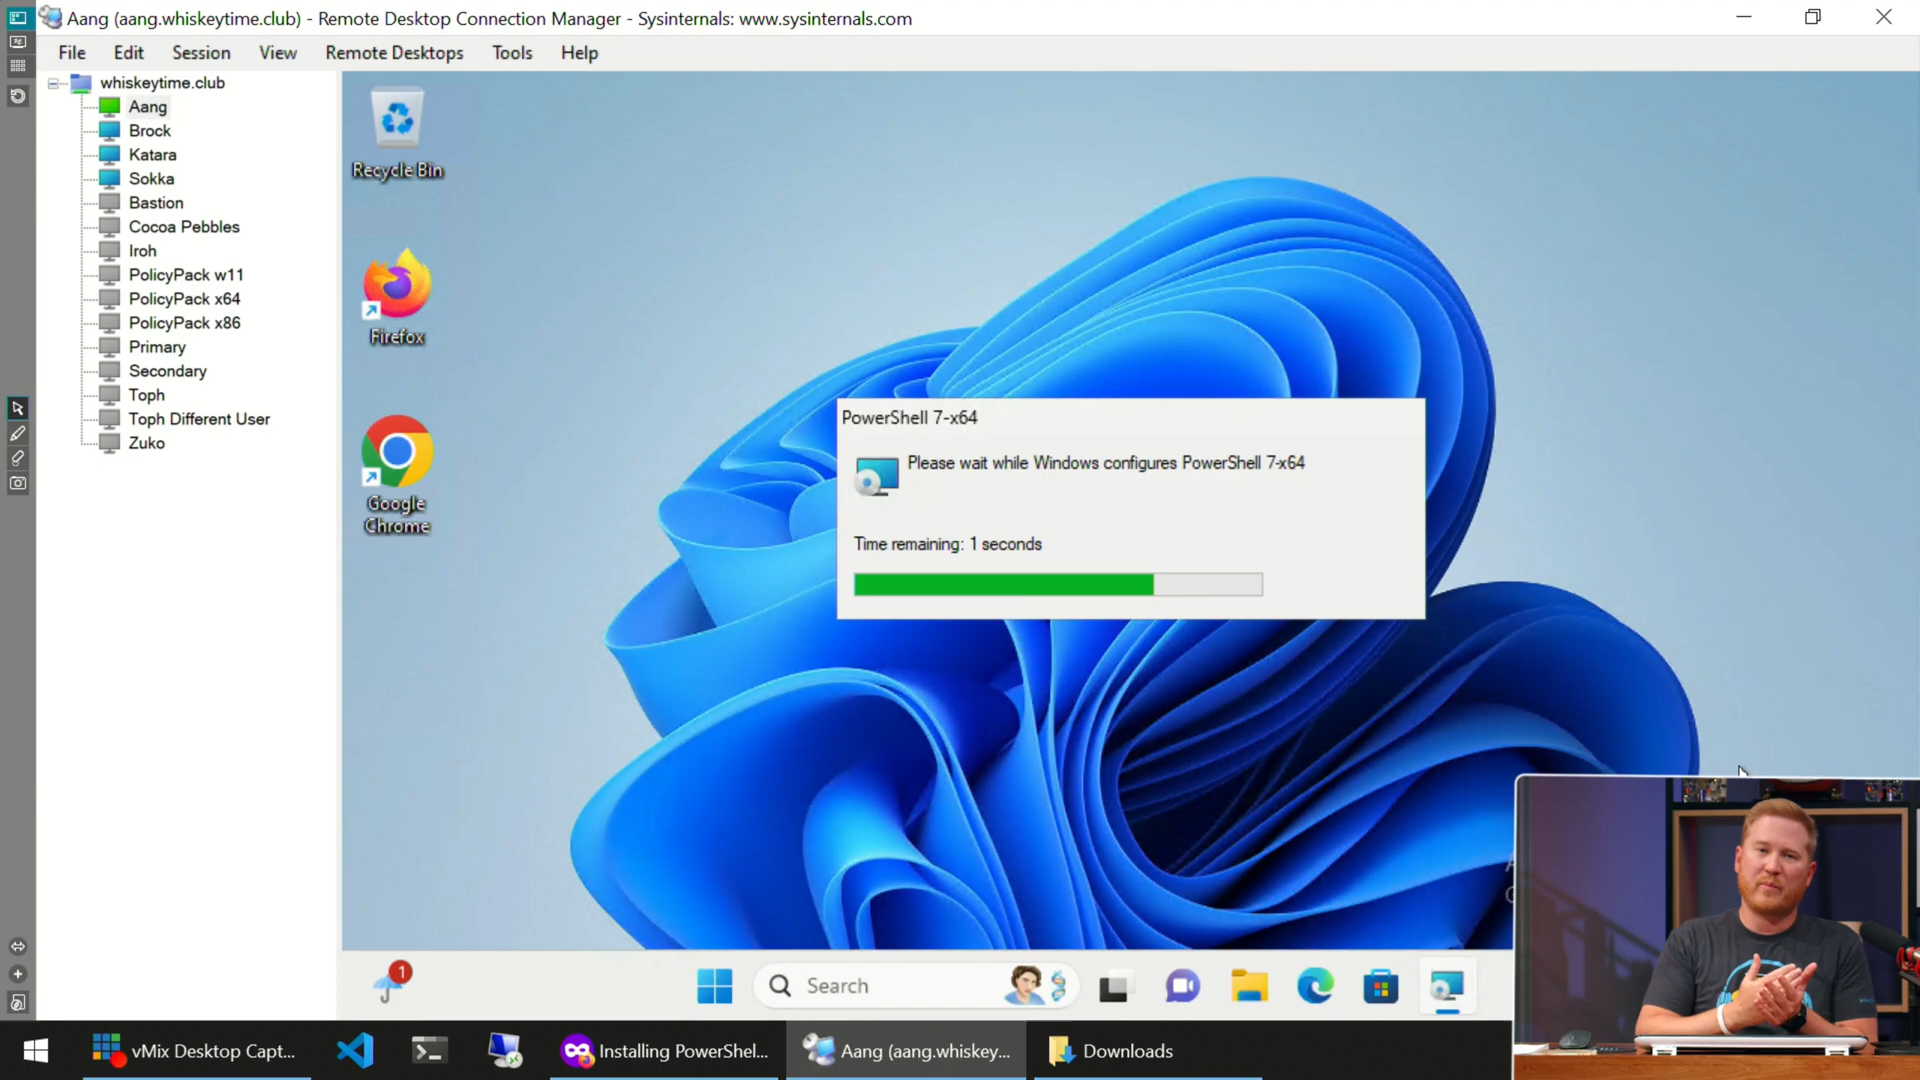 Aang (aang.whiskeytime.club) - Remote Desktop Connection Manager - Sysinternals: www.sysinternals.com
File Edit Session View Remote Desktops Tools Help
whiskeytime.club
Aang
Brock
Katara
Sokka
Bastion
Cocoa Pebbles
Iroh
PolicyPack w11
PolicyPack x64
PolicyPack x86
Primary
Secondary
Toph
Toph Different User
Zuko
Recycle Bin
Firefox
Google
Chrome
PowerShell 7-x64
Please wait while Windows configures PowerShell 7-x64
Time remaining: 1 seconds
1
Search
vMix Desktop Capt...
Installing PowerShel...
Aang (aang.whiskey...
Downloads